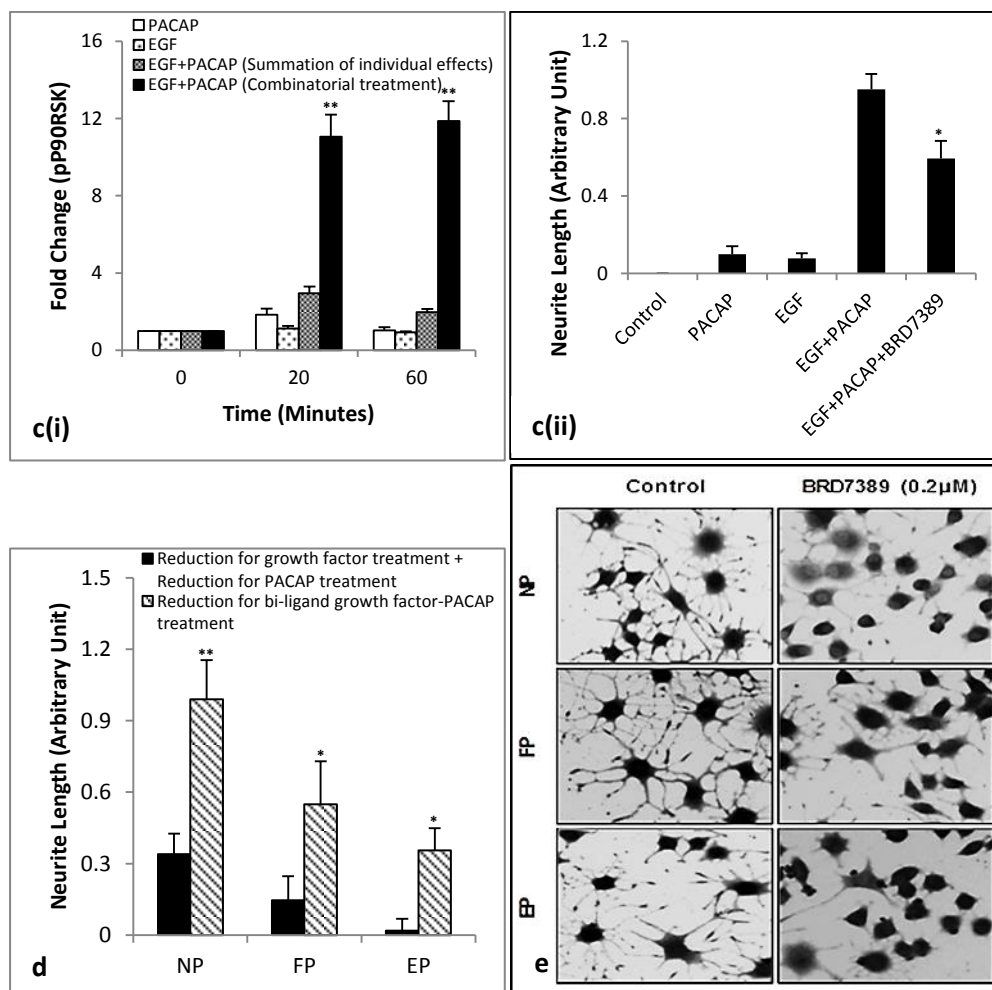 PACAP
EGF
EGF+PACAP (Summation of individual effects)
EGF+PACAP (Combinatorial treatment)
Fold Change (pP90RSK)
16
12
8
4
0
**
**
0
20
60
Time (Minutes)
c(i)
Neurite Length (Arbitrary Unit)
1.2
0.8
0.4
0
*
Control
PACAP
EGF
EGF+PACAP
EGF+PACAP+BRD7389
c(ii)
Reduction for growth factor treatment +
Reduction for PACAP treatment
Reduction for bi-ligand growth factor-PACAP
treatment
Neurite Length (Arbitrary Unit)
1.5
1.2
0.9
0.6
0.3
0
**
*
*
NP
FP
EP
d
Control
BRD7389 (0.2µM)
NP
FP
EP
e